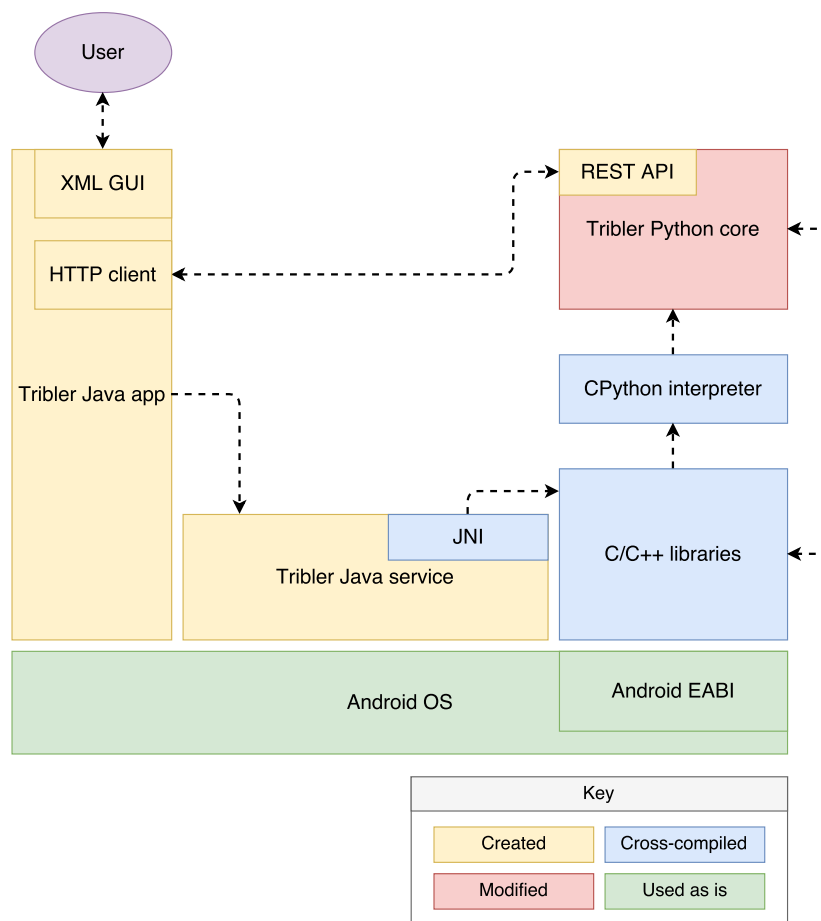 User
XML GUI
REST API
Tribler Python core
HTTP client
CPython interpreter
Tribler Java app
JNI
C/C++ libraries
Tribler Java service
Android EABI
Android OS
Key
Created
Cross-compiled
Modified
Used as is